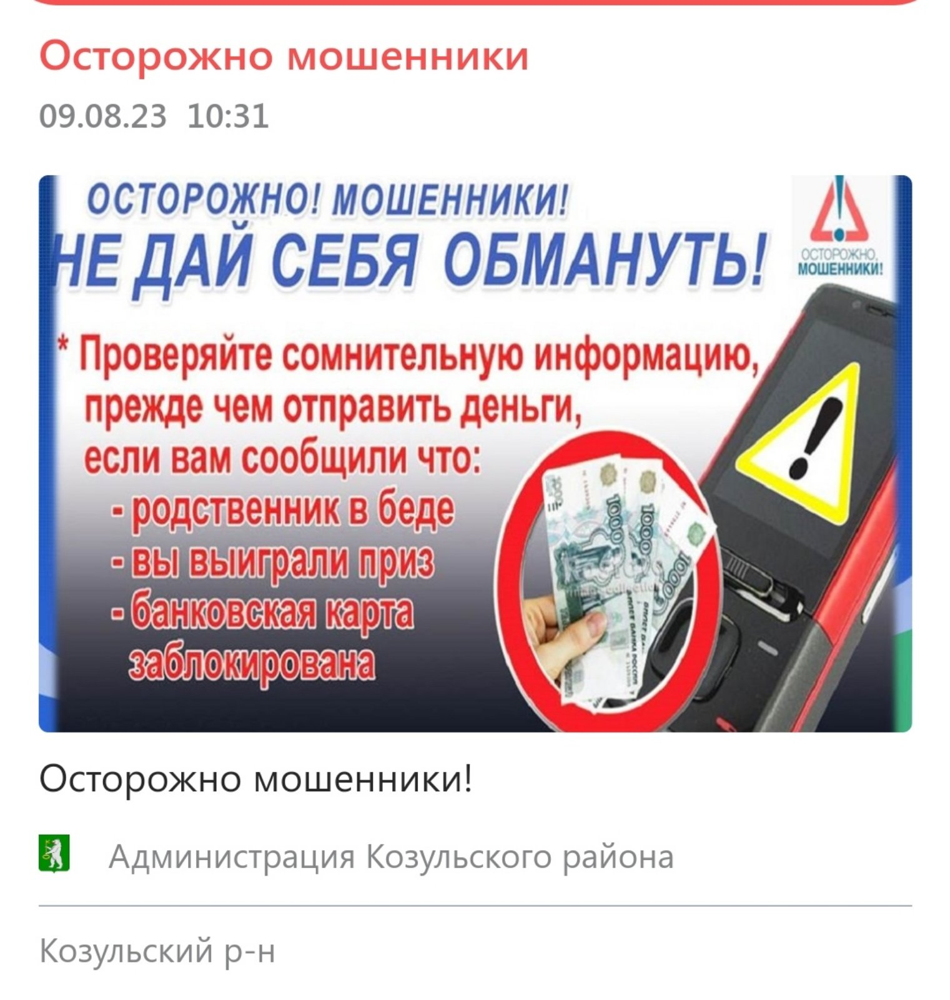 Осторожно мошенники
09.08.23 10:31
ОСТОРОЖНО! МОШЕННИКИ!
НЕ ДАЙ СЕБЯ ОБМАНУТЬ!
ОСТОРОЖНО,
МОШЕННИКИ!
* Проверяйте сомнительную информацию,
прежде чем отправить деньги,
если вам сообщили что:
- родственник в беде
- вы выиграли приз
- банковская карта
заблокирована
1000
1000
1000
Осторожно мошенники!
Администрация Козульского района
Козульский р-н